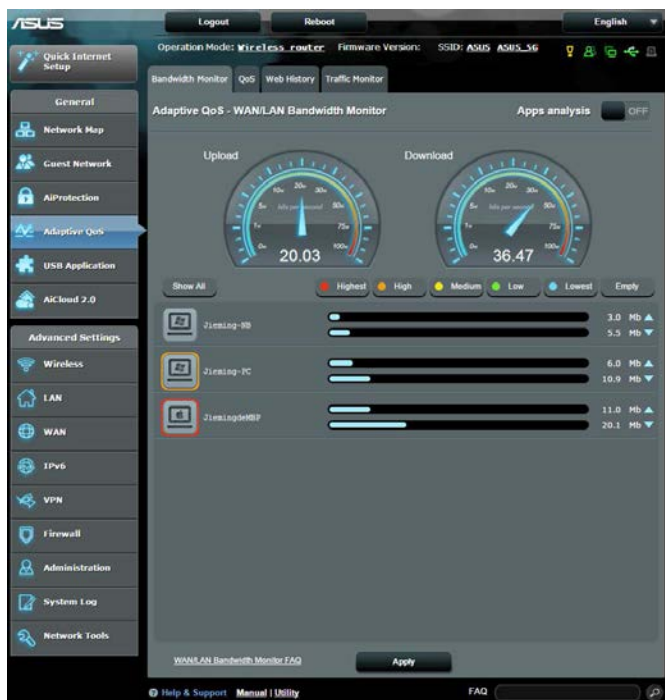 ASUS
Logout
Reboot
English
Quick Internet Setup
Operation Mode: Wireless router Firmware Version: SSID: ASUS ASUS_5G
Bandwidth Monitor
QoS
Web History
Traffic Monitor
General
Network Map
Guest Network
AiProtection
Adaptive QoS
USB Application
AiCloud 2.0
Advanced Settings
Wireless
LAN
WAN
IPv6
VPN
Firewall
Administration
System Log
Network Tools
Adaptive QoS - WAN/LAN Bandwidth Monitor
Apps analysis
OFF
Upload
20.03
Download
36.47
Show All
Highest
High
Medium
Low
Lowest
Empty
Jieming-NB
3.0 Mb
5.5 Mb
Jieming-PC
6.0 Mb
10.9 Mb
JiemingdeMBP
11.0 Mb
20.1 Mb
WAN/LAN Bandwidth Monitor FAQ
Apply
Help & Support
Manual | Utility
FAQ